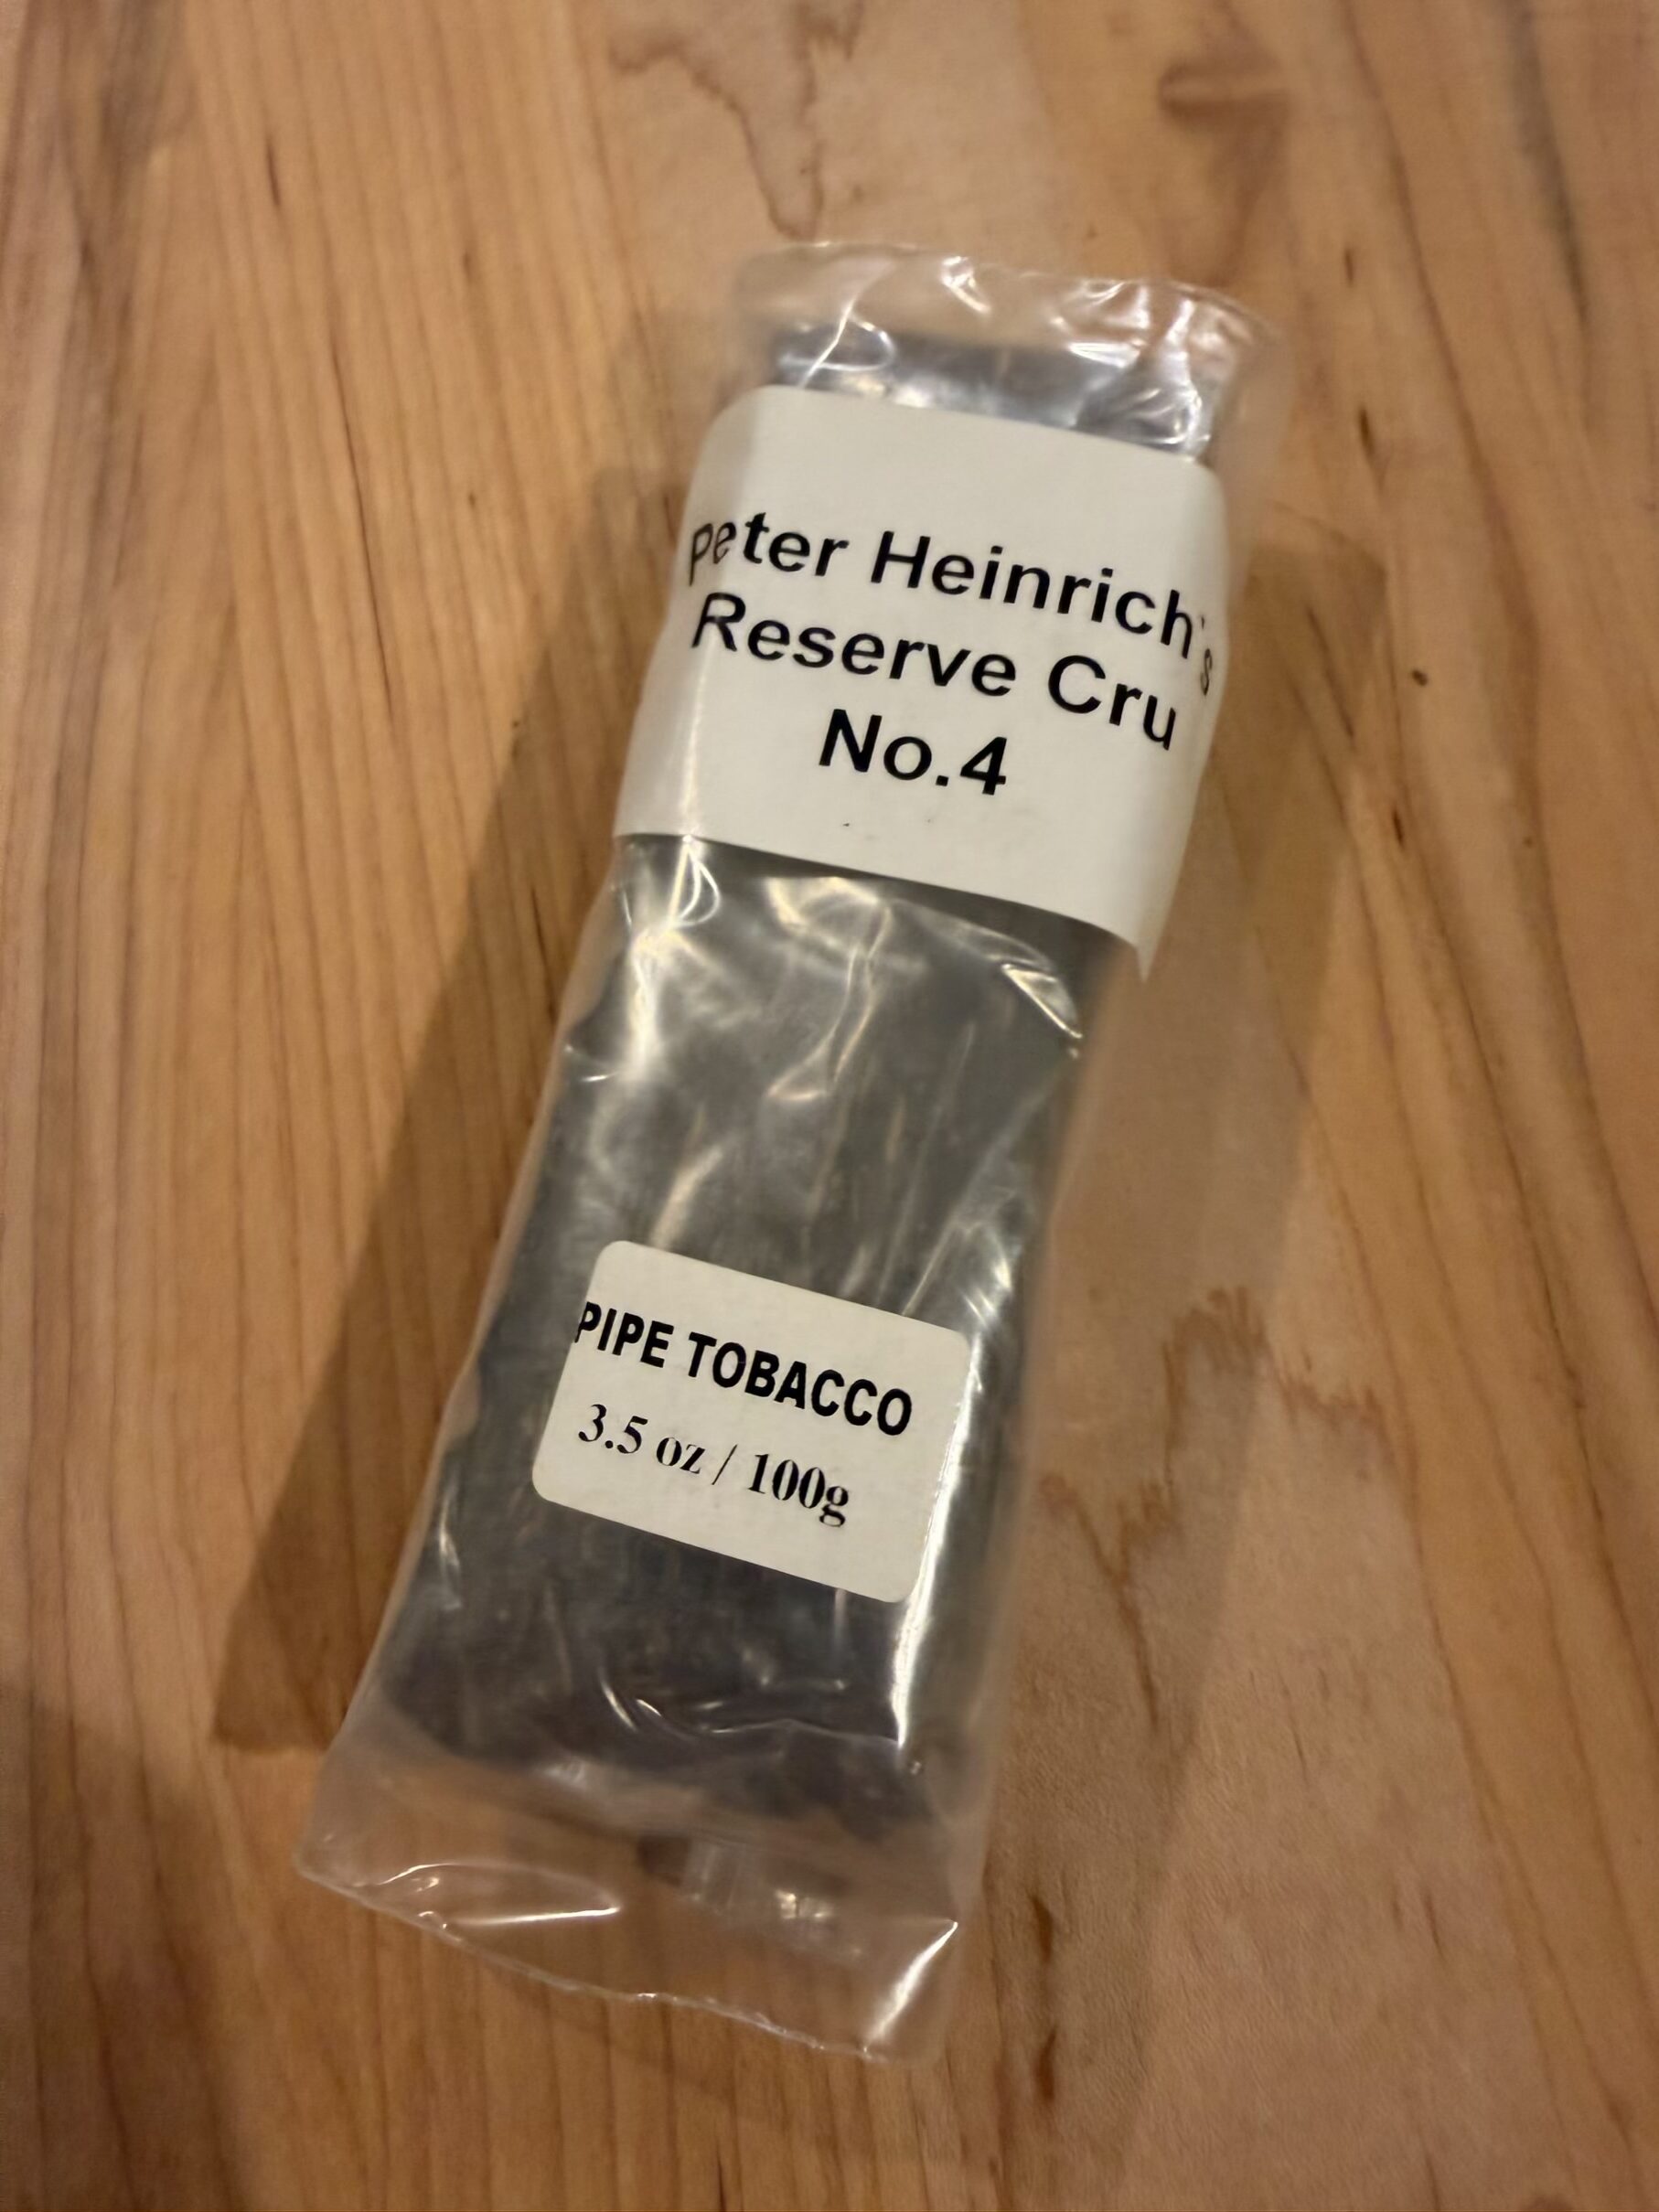 Peter Heinrich's
Reserve Cru
No.4
PIPE TOBACCO
3.5 oz / 100g